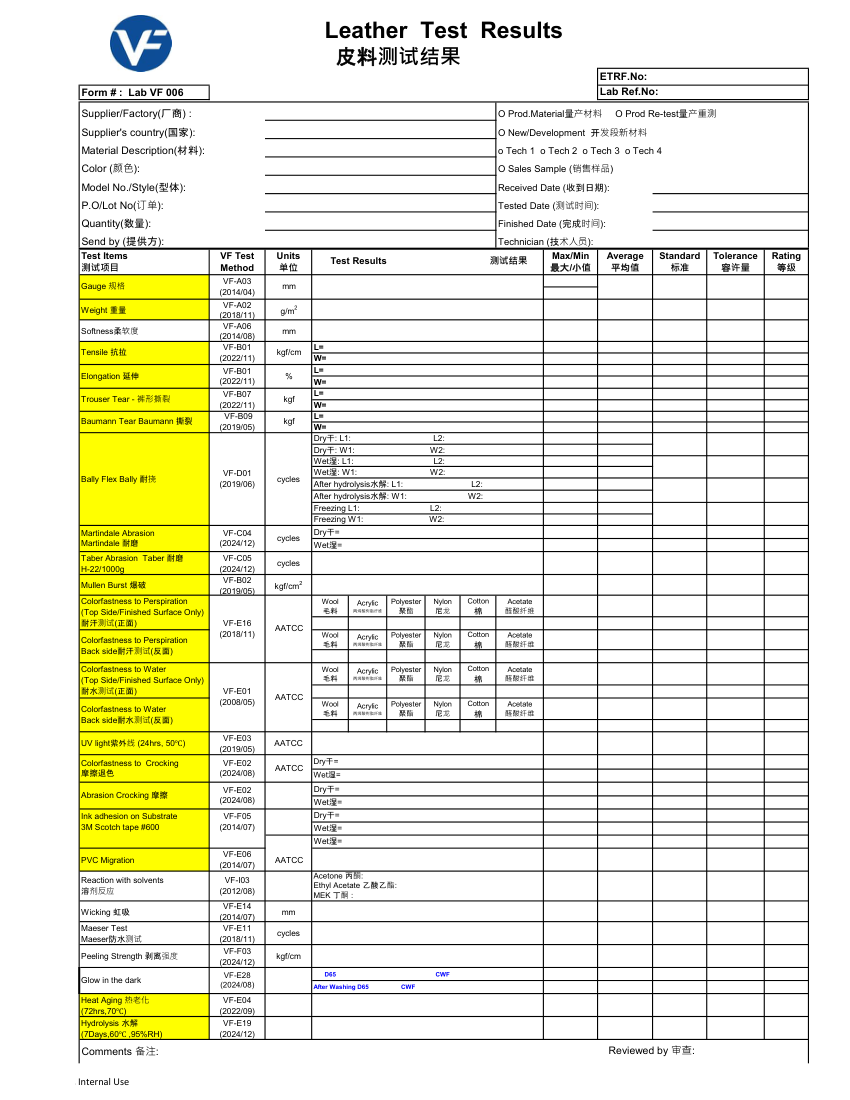 VF
Leather Test Results
皮料测试结果
ETRF.No:
Form # : Lab VF 006
Lab Ref.No:
Supplier/Factory(厂商) :
O Prod.Material量产材料 O Prod Re-test量产重测
Supplier's country(国家):
O New/Development 开发段新材料
Material Description(材料):
o Tech 1 o Tech 2 o Tech 3 o Tech 4
Color (颜色):
O Sales Sample (销售样品)
Model No./Style(型体):
Received Date (收到日期):
P.O/Lot No(订单):
Tested Date (测试时间):
Quantity(数量):
Finished Date (完成时间):
Send by (提供方):
Technician (技术人员):
Test Items VF Test Units Test Results 测试结果 Max/Min Average Standard Tolerance Rating
测试项目 Method 单位 最大/小值 平均值 标准 容许量 等级
Gauge 规格 VF-A03 mm
(2014/04)
Weight 重量 VF-A02 g/m2
(2018/11)
Softness柔软度 VF-A06 mm
(2014/08)
Tensile 抗拉 VF-B01 kgf/cm L=
(2022/11) W=
Elongation 延伸 VF-B01 % L=
(2022/11) W=
Trouser Tear - 裤形撕裂 VF-B07 kgf L=
(2022/11) W=
Baumann Tear Baumann 撕裂 VF-B09 kgf L=
(2019/05) W=
Bally Flex Bally 耐挠 VF-D01 cycles
(2019/06)
Dry干: L1: L2:
Dry干: W1: W2:
Wet湿: L1: L2:
Wet湿: W1: W2:
After hydrolysis水解: L1: L2:
After hydrolysis水解: W1: W2:
Freezing L1: L2:
Freezing W1: W2:
Martindale Abrasion VF-C04 cycles Dry干=
Martindale 耐磨 (2024/12) Wet湿=
Taber Abrasion Taber 耐磨 VF-C05 cycles
H-22/1000g (2024/12)
Mullen Burst 爆破 VF-B02 kgf/cm2
(2019/05)
Colorfastness to Perspiration
(Top Side/Finished Surface Only)
耐汗测试(正面)
VF-E16 AATCC
(2018/11)
Wool Acrylic Polyester Nylon Cotton Acetate
毛料 聚酯 尼龙 棉 醋酸纤维
Colorfastness to Perspiration
Back side耐汗测试(反面)
Wool Acrylic Polyester Nylon Cotton Acetate
毛料 聚酯 尼龙 棉 醋酸纤维
Colorfastness to Water
(Top Side/Finished Surface Only)
耐水测试(正面)
VF-E01 AATCC
(2008/05)
Wool Acrylic Polyester Nylon Cotton Acetate
毛料 聚酯 尼龙 棉 醋酸纤维
Colorfastness to Water
Back side耐水测试(反面)
Wool Acrylic Polyester Nylon Cotton Acetate
毛料 聚酯 尼龙 棉 醋酸纤维
UV light紫外线 (24hrs, 50℃) VF-E03 AATCC
(2019/05)
Colorfastness to Crocking VF-E02 AATCC Dry干=
摩擦退色 (2024/08) Wet湿=
Abrasion Crocking 摩擦 VF-E02 Dry干=
(2024/08) Wet湿=
Ink adhesion on Substrate VF-F05 Dry干=
3M Scotch tape #600 (2014/07) Wet湿=
Wet湿=
PVC Migration VF-E06 AATCC
(2014/07)
Reaction with solvents VF-I03
溶剂反应 (2012/08)
Acetone 丙酮:
Ethyl Acetate 乙酸乙酯:
MEK 丁酮 :
Wicking 虹吸 VF-E14 mm
(2014/07)
Maeser Test VF-E11 cycles
Maeser防水测试 (2018/11)
Peeling Strength 剥离强度 VF-F03 kgf/cm
(2024/12)
Glow in the dark VF-E28 D65 CWF
(2024/08) After Washing D65 CWF
Heat Aging 热老化 VF-E04
(72hrs,70℃) (2022/09)
Hydrolysis 水解 VF-E19
(7Days,60℃ ,95%RH) (2024/12)
Comments 备注: Reviewed by 审查:
Internal Use